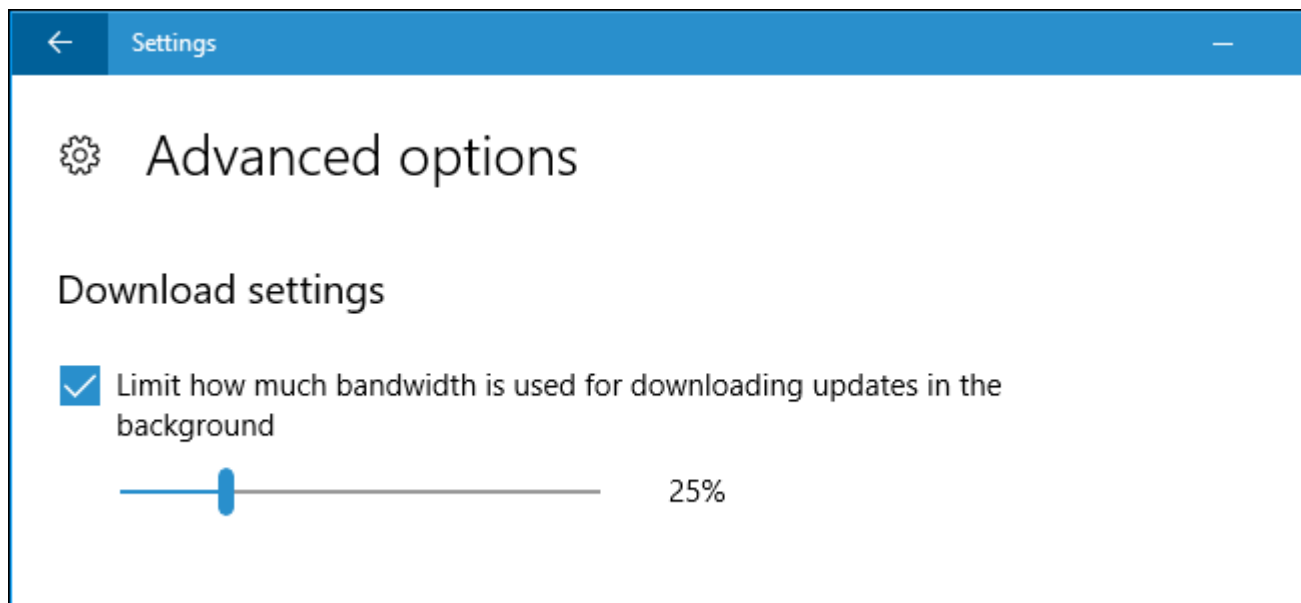 Settings
Advanced options
Download settings
Limit how much bandwidth is used for downloading updates in the
background
25%